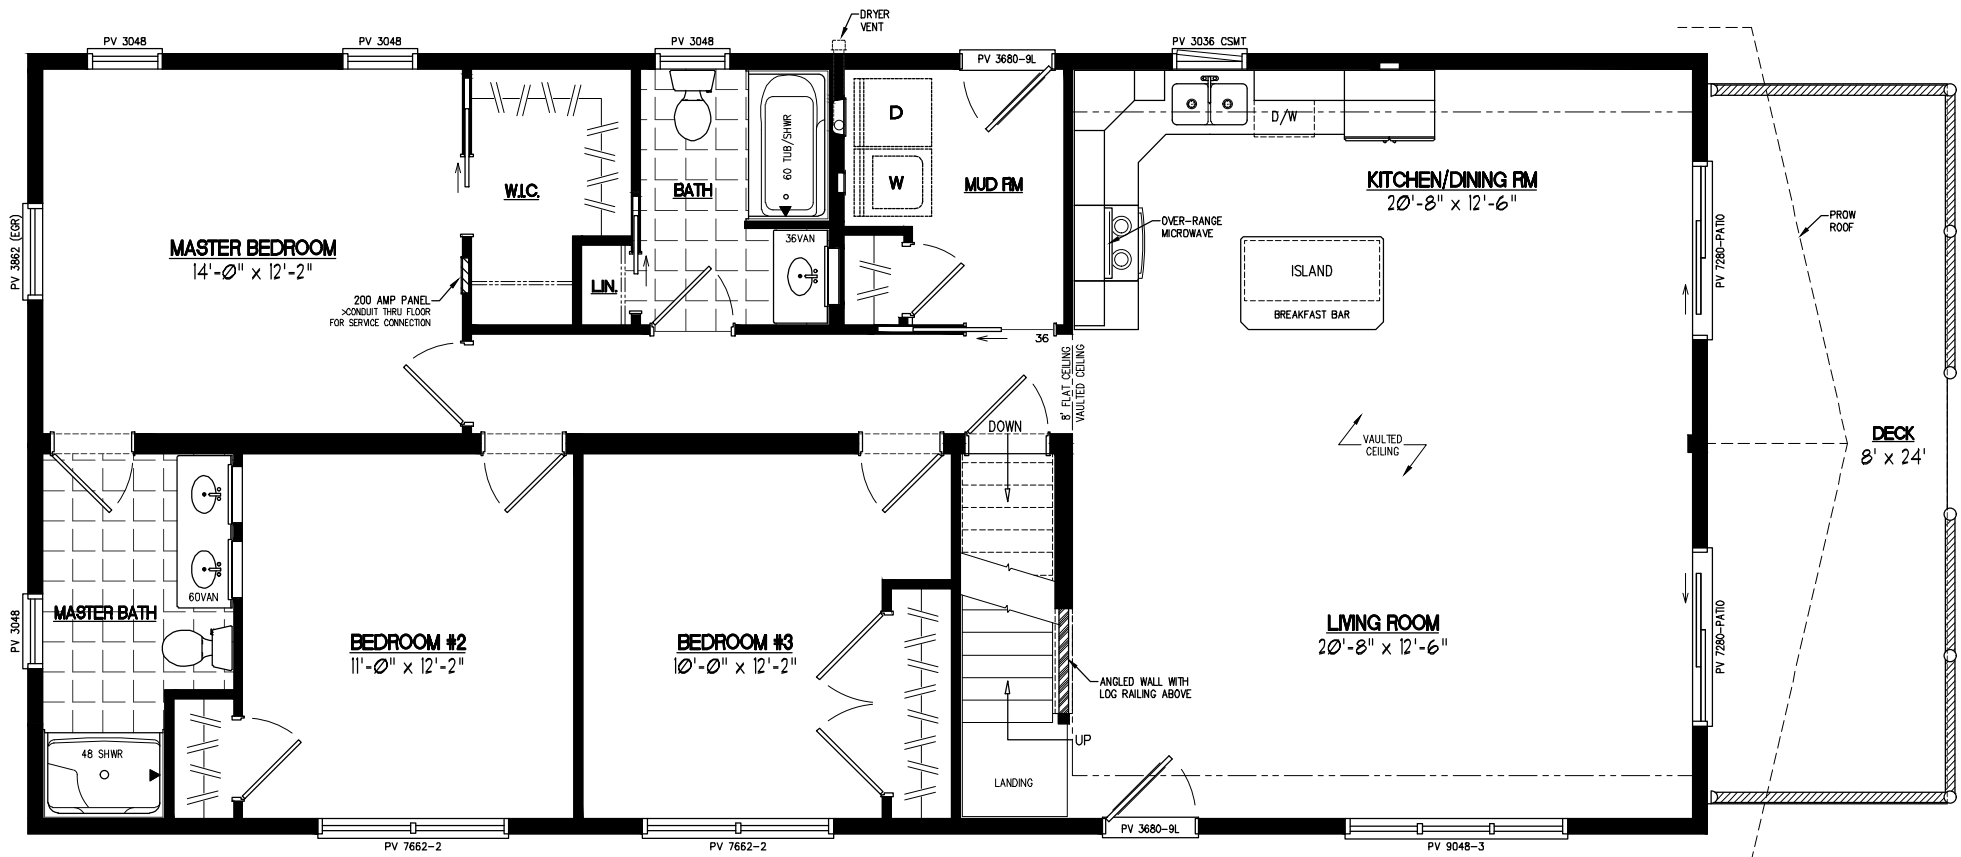 DRYER
VENT
PV 3048
PV 3048
PV 3048
PV 3680-9L
PV 3036 CSMT
D
W
60 TUB/SHWR
D/W
W.I.C.
BATH
MUD RM
KITCHEN/DINING RM
20'-8" x 12'-6"
OVER-RANGE
MICROWAVE
PROW
ROOF
PV 7280-PATIO
PV 3862 (EGR)
MASTER BEDROOM
14'-0" x 12'-2"
36VAN
ISLAND
BREAKFAST BAR
LIN.
200 AMP PANEL
>CONDUIT THRU FLOOR
FOR SERVICE CONNECTION
36
8' FLAT CEILING
VAULTED CEILING
DOWN
VAULTED
CEILING
DECK
8' x 24'
60VAN
MASTER BATH
PV 3048
BEDROOM #2
11'-0" x 12'-2"
BEDROOM #3
10'-0" x 12'-2"
LIVING ROOM
20'-8" x 12'-6"
PV 7280-PATIO
ANGLED WALL WITH
LOG RAILING ABOVE
UP
48 SHWR
LANDING
PV 3680-9L
PV 7662-2
PV 7662-2
PV 9048-3